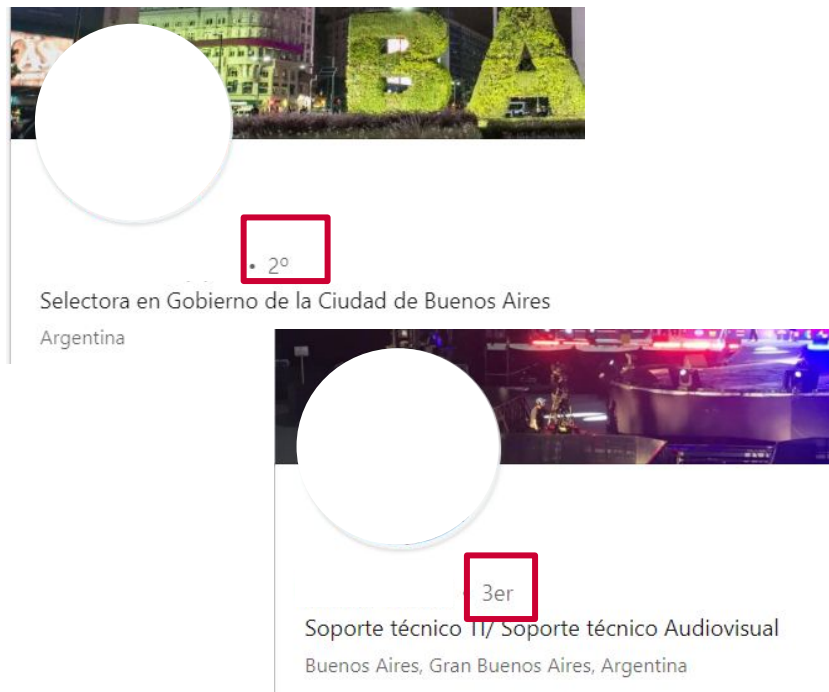 BA
• 2º
Selectora en Gobierno de la Ciudad de Buenos Aires
Argentina
3er
Soporte técnico TI/ Soporte técnico Audiovisual
Buenos Aires, Gran Buenos Aires, Argentina